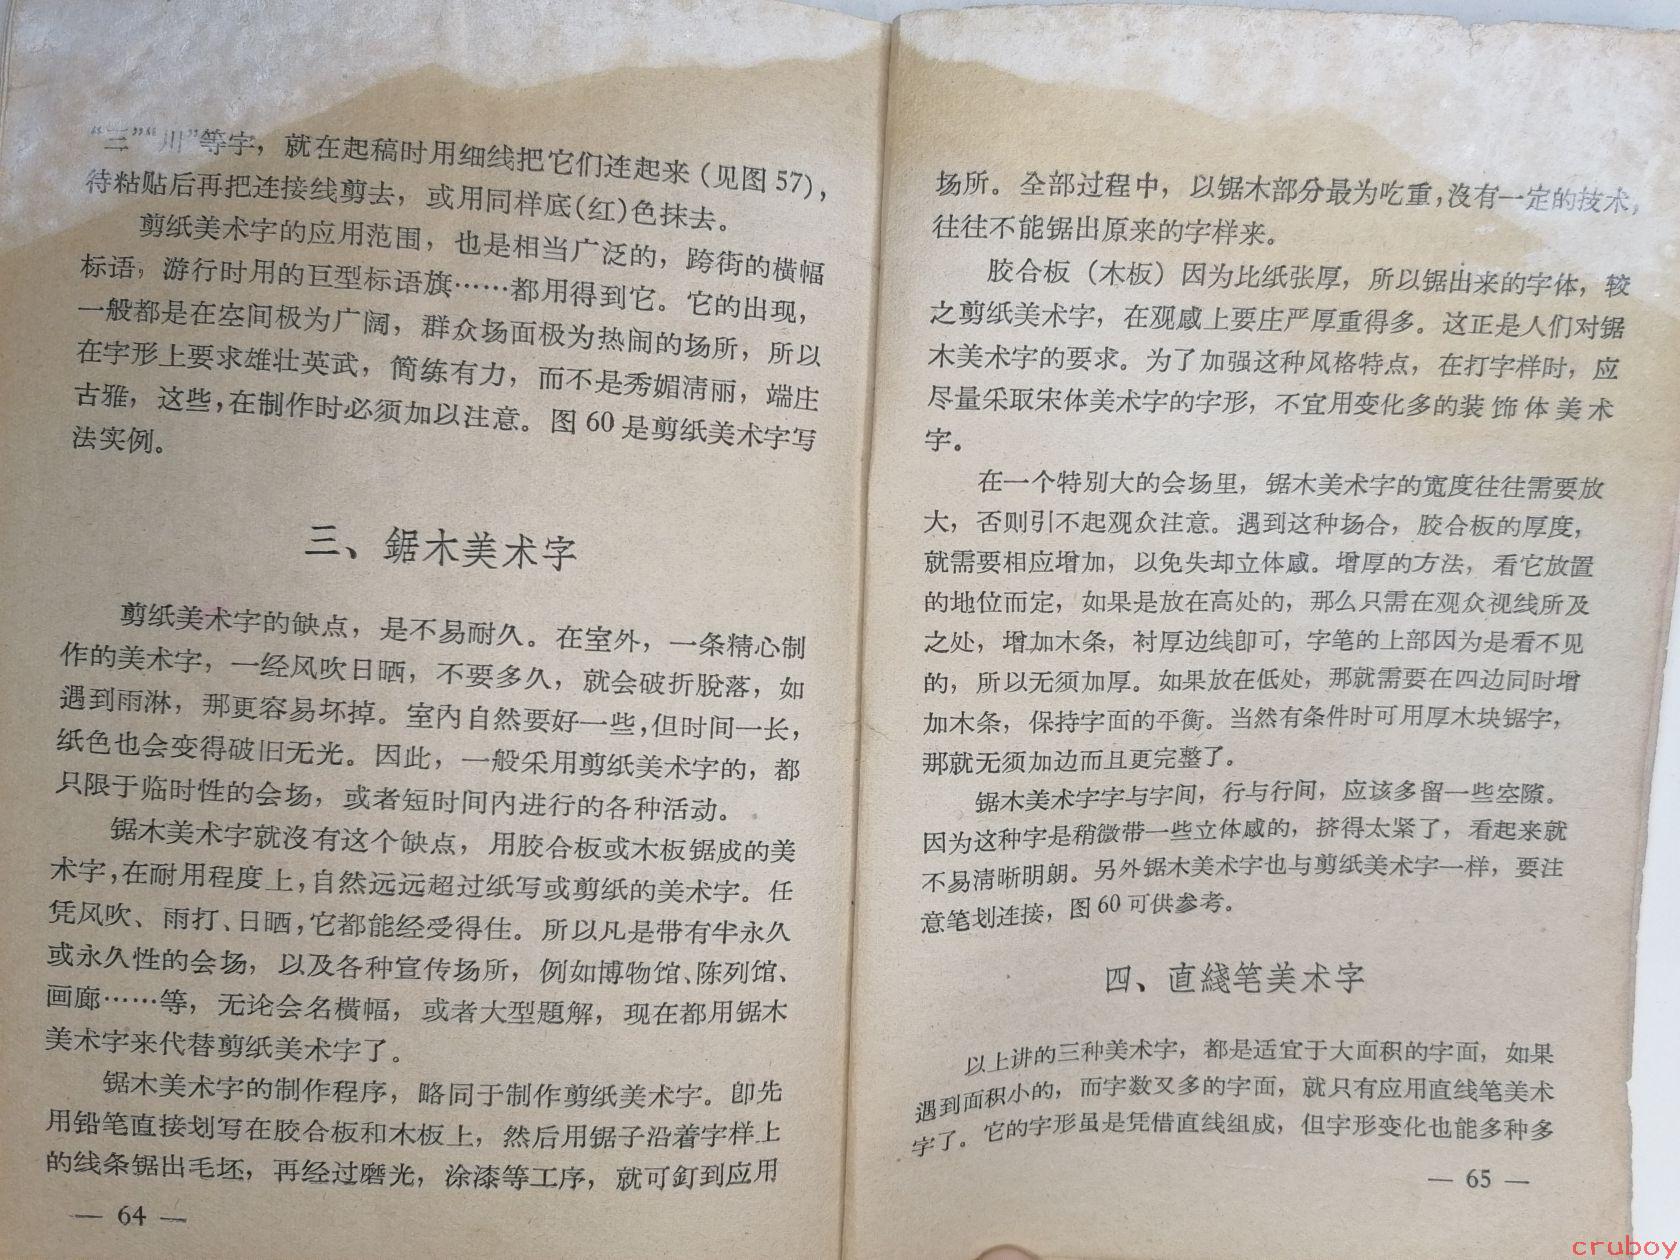 “三”“川”等字，就在起稿时用细线把它们连起来（见图57），
待粘贴后再把连接线剪去，或用同样底（红）色抹去。
剪纸美术字的应用范围，也是相当广泛的，跨街的横幅
标语，游行时用的巨型标语旗……都用得到它。它的出现，
一般都是在空间极为广阔，群众场面极为热闹的场所，所以
在字形上要求雄壮英武，简练有力，而不是秀媚清丽，端庄
古雅，这些，在制作时必须加以注意。图60是剪纸美术字写
法实例。
三、鋸木美术字
剪纸美术字的缺点，是不易耐久。在室外，一条精心制
作的美术字，一经风吹日晒，不要多久，就会破折脫落，如
遇到雨淋，那更容易坏掉。室內自然要好一些，但时间一长，
纸色也会变得破旧无光。因此，一般采用剪纸美术字的，都
只限于临时性的会场，或者短时间內进行的各种活动。
锯木美术字就沒有这个缺点，用胶合板或木板锯成的美
术字，在耐用程度上，自然远远超过纸写或剪纸的美术字。任
凭风吹、雨打、日晒，它都能经受得住。所以凡是带有半永久
或永久性的会场，以及各种宣传场所，例如博物馆、陈列馆、
画廊……等，无论会名横幅，或者大型题解，现在都用锯木
美术字来代替剪纸美术字了。
锯木美术字的制作程序，略同于制作剪纸美术字。卽先
用铅笔直接划写在胶合板和木板上，然后用锯子沿着字样上
的线条锯出毛坯，再经过磨光，涂漆等工序，就可釘到应用
— 64 —
场所。全部过程中，以锯木部分最为吃重，沒有一定的技术，
往往不能锯出原来的字样来。
胶合板（木板）因为比纸张厚，所以锯出来的字体，较
之剪纸美术字，在观感上要庄严厚重得多。这正是人们对锯
木美术字的要求。为了加强这种风格特点，在打字样时，应
尽量采取宋体美术字的字形，不宜用变化多的装饰体美术
字。
在一个特別大的会场里，锯木美术字的宽度往往需要放
大，否则引不起观众注意。遇到这种场合，胶合板的厚度，
就需要相应增加，以免失却立体感。增厚的方法，看它放置
的地位而定，如果是放在高处的，那么只需在观众视线所及
之处，增加木条，衬厚边线卽可，字笔的上部因为是看不见
的，所以无须加厚。如果放在低处，那就需要在四边同时增
加木条，保持字面的平衡。当然有条件时可用厚木块锯字，
那就无须加边而且更完整了。
锯木美术字字与字间，行与行间，应该多留一些空隙。
因为这种字是稍微带一些立体感的，挤得太紧了，看起来就
不易清晰明朗。另外锯木美术字也与剪纸美术字一样，要注
意笔划连接，图60可供参考。
四、直綫笔美术字
以上讲的三种美术字，都是适宜于大面积的字面，如果
遇到面积小的，而字数又多的字面，就只有应用直线笔美术
字了。它的字形虽是凭借直线组成，但字形变化也能多种多
— 65 —
cruboy